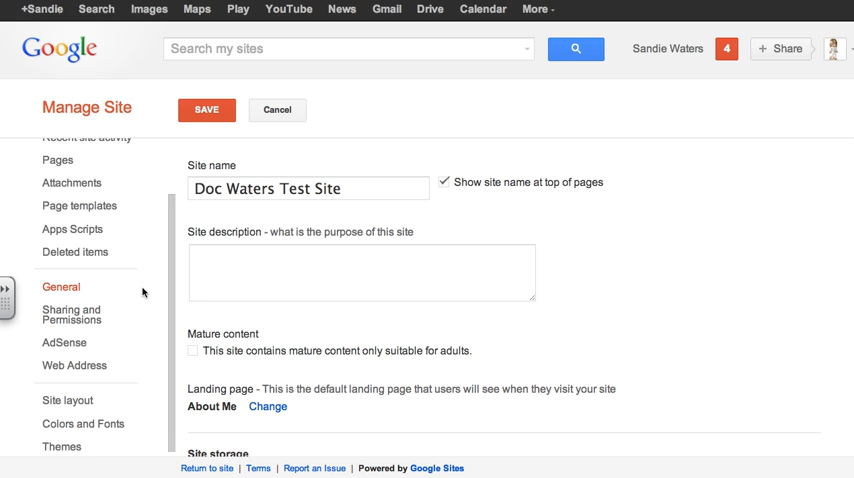 +Sandie Search Images Maps Play YouTube News Gmail Drive Calendar More
Google Search my sites Sandie Waters 4 + Share
Manage Site SAVE Cancel
Recent site activity
Pages
Attachments
Page templates
Apps Scripts
Deleted items
General
Sharing and
Permissions
AdSense
Web Address
Site layout
Colors and Fonts
Themes
Site name
Doc Waters Test Site Show site name at top of pages
Site description - what is the purpose of this site
Mature content
This site contains mature content only suitable for adults.
Landing page - This is the default landing page that users will see when they visit your site
About Me Change
Site storage
Return to site | Terms | Report an Issue | Powered by Google Sites